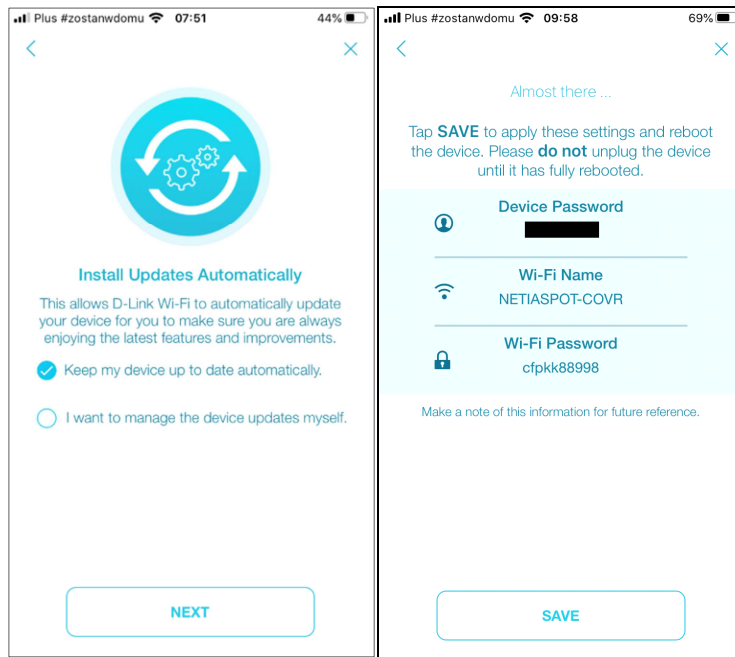 Plus #zostanwdomu 07:51 44%
Install Updates Automatically
This allows D-Link Wi-Fi to automatically update
your device for you to make sure you are always
enjoying the latest features and improvements.
Keep my device up to date automatically.
I want to manage the device updates myself.
NEXT
Plus #zostanwdomu 09:58 69%
Almost there ...
Tap SAVE to apply these settings and reboot
the device. Please do not unplug the device
until it has fully rebooted.
Device Password
Wi-Fi Name
NETIASPOT-COVR
Wi-Fi Password
cfpkk88998
Make a note of this information for future reference.
SAVE